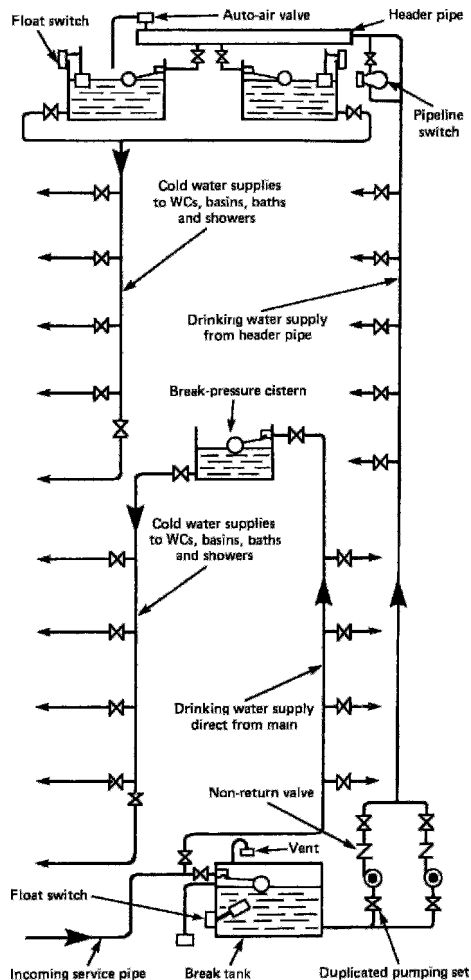 Float switch
Auto-air valve
Header pipe
Pipeline
switch
Cold water supplies
to WCs, basins, baths
and showers
Drinking water supply
from header pipe
Break-pressure cistern
Cold water supplies
to WCs, basins, baths
and showers
Drinking water supply
direct from main
Non-return valve
Vent
Float switch
Incoming service pipe
Break tank
Duplicated pumping set